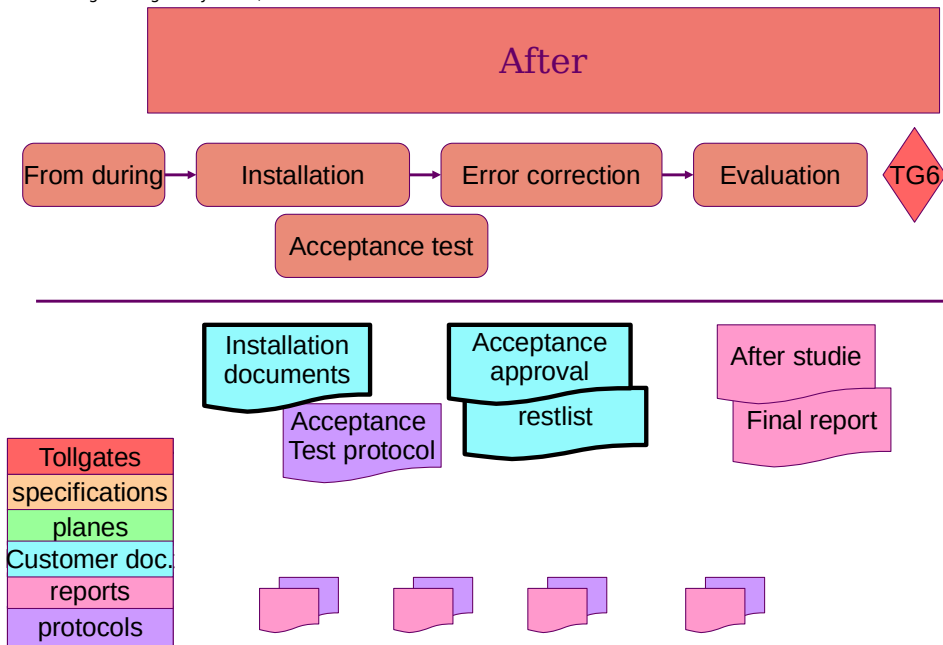 After
From during
Installation
Error correction
Evaluation
TG6
Acceptance test
Installation
documents
Acceptance
approval
After studie
restlist
Final report
Acceptance
Test protocol
Tollgates
specifications
planes
Customer doc.
reports
protocols